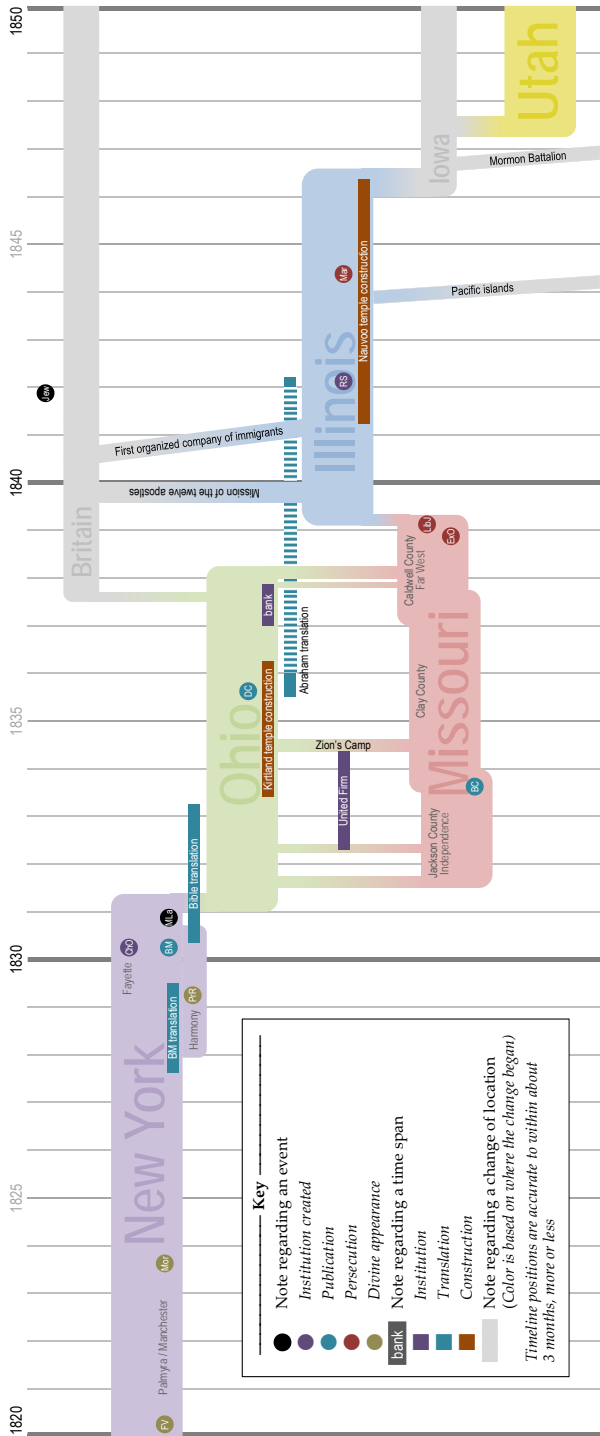 1820
1825
1830
1835
1840
1845
1850
Jew
Britain
First organized company of immigrants
Mission of the twelve apostles
New York
Fayette
ChO
Palmyra / Manchester
FV
Mor
BM translation
BM
MLa
Harmony
PrR
Bible translation
Ohio
DC
Kirtland temple construction
bank
Abraham translation
Illinois
RS
Mar
Nauvoo temple construction
Zion's Camp
United Firm
Pacific islands
Missouri
Jackson County
Independence
Clay County
Caldwell County
Far West
LibJ
ExO
BC
Iowa
Mormon Battalion
Utah
Key
Note regarding an event
Institution created
Publication
Persecution
Divine appearance
bank
Note regarding a time span
Institution
Translation
Construction
Note regarding a change of location
(Color is based on where the change began)
Timeline positions are accurate to within about
3 months, more or less